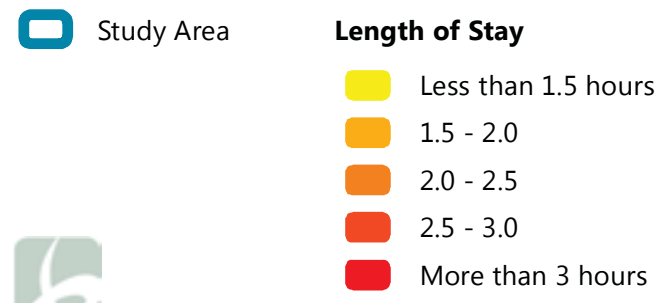 Study Area
Length of Stay
Less than 1.5 hours
1.5 - 2.0
2.0 - 2.5
2.5 - 3.0
More than 3 hours